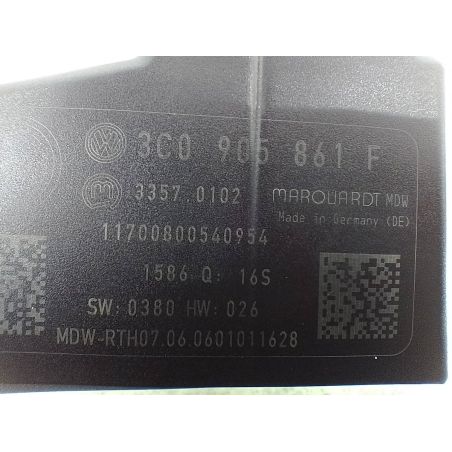 3C0 905 861 F
3357.0102 MARQUARDT MDW
Made in Germany (DE)
11700800540954
1586 Q: 16S
SW: 0380 HW: 026
MDW-RTH07.06.0601011628